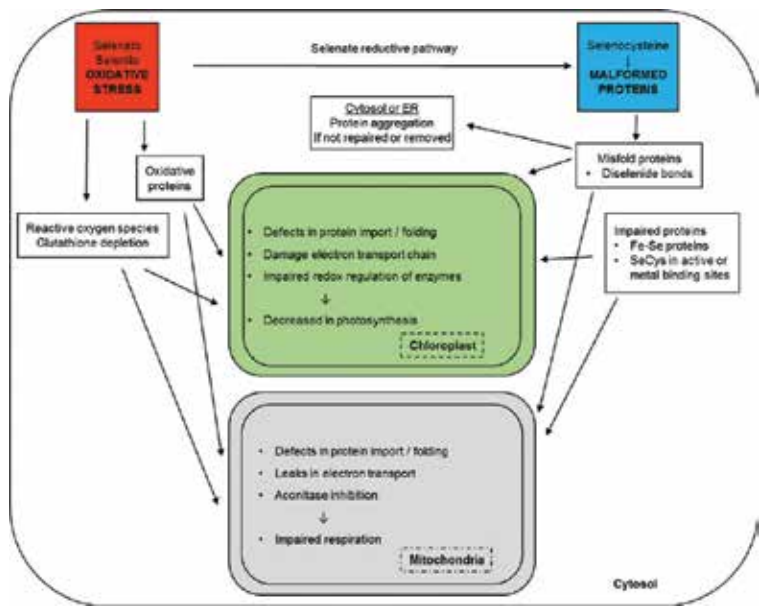 Selenate
Selenite
OXIDATIVE
STRESS
Selenate reductive pathway
Selenocysteine
↓
MALFORMED
PROTEINS
Cytosol or ER
Protein aggregation
If not repaired or removed
Oxidative
proteins
Misfold proteins
• Diselenide bonds
Reactive oxygen species
Glutathione depletion
Impaired proteins
• Fe-Se proteins
• SeCys in active or
metal binding sites
• Defects in protein import / folding
• Damage electron transport chain
• Impaired redox regulation of enzymes
↓
• Decreased in photosynthesis
Chloroplast
• Defects in protein import / folding
• Leaks in electron transport
• Aconitase inhibition
↓
• Impaired respiration
Mitochondria
Cytosol